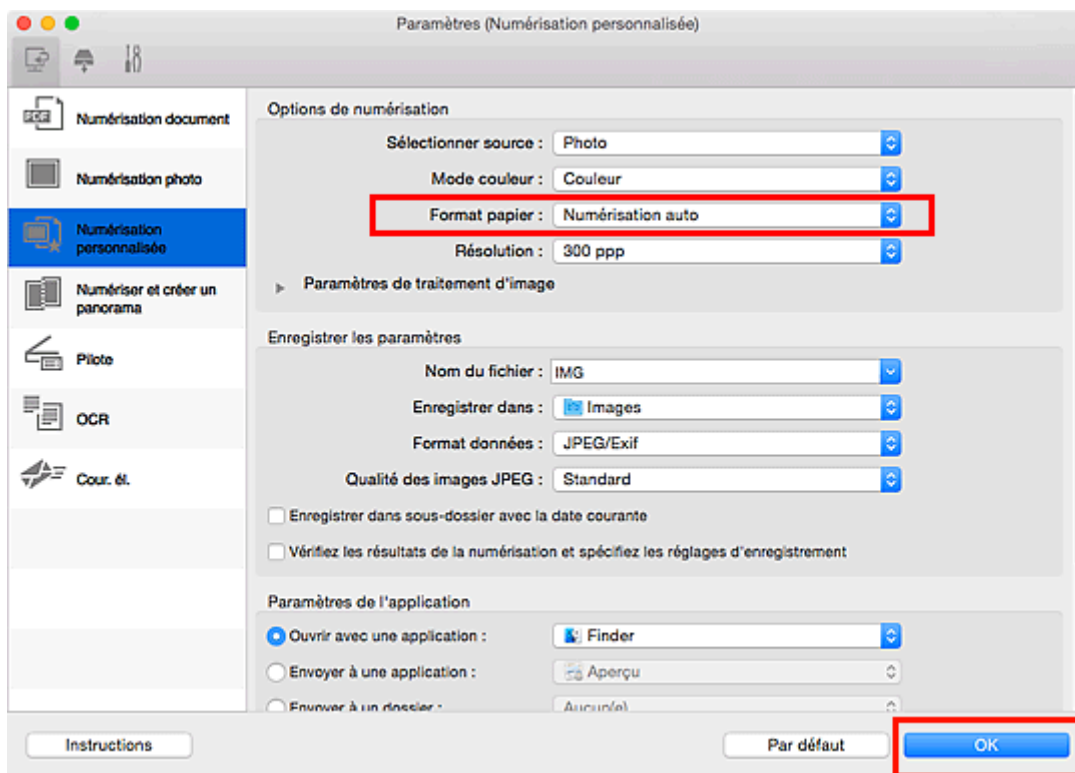 Paramètres (Numérisation personnalisée)
Numérisation document
Numérisation photo
Numérisation
personnalisée
Numériser et créer un
panorama
Pilote
OCR
Cour. él.
Options de numérisation
Sélectionner source : Photo
Mode couleur : Couleur
Format papier : Numérisation auto
Résolution : 300 ppp
Paramètres de traitement d'image
Enregistrer les paramètres
Nom du fichier : IMG
Enregistrer dans : Images
Format données : JPEG/Exif
Qualité des images JPEG : Standard
Enregistrer dans sous-dossier avec la date courante
Vérifiez les résultats de la numérisation et spécifiez les réglages d'enregistrement
Paramètres de l'application
Ouvrir avec une application : Finder
Envoyer à une application : Aperçu
Envoyer à un dossier : Aucun(e)
Instructions
Par défaut
OK